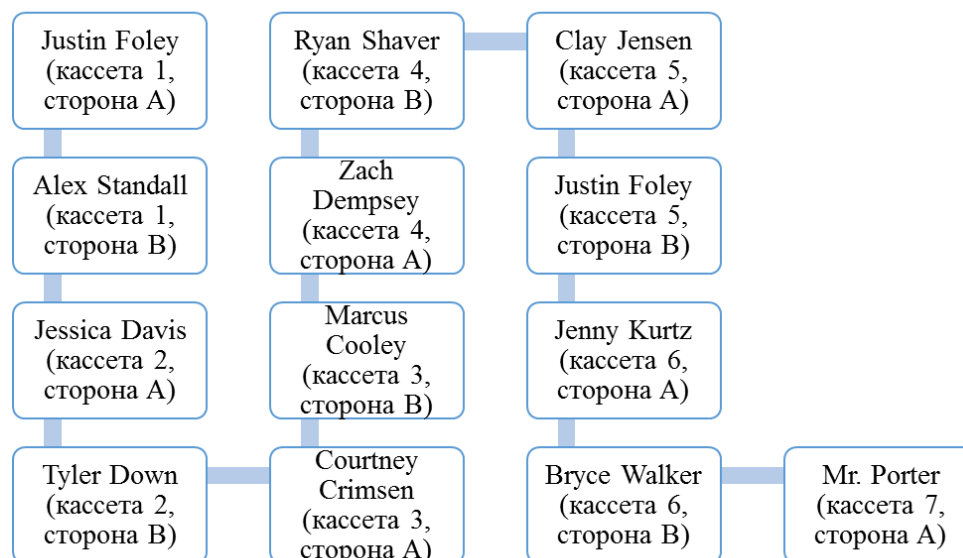 Justin Foley
(кассета 1,
сторона A)
Alex Standall
(кассета 1,
сторона B)
Jessica Davis
(кассета 2,
сторона A)
Tyler Down
(кассета 2,
сторона B)
Courtney
Crimsen
(кассета 3,
сторона A)
Marcus
Cooley
(кассета 3,
сторона B)
Zach
Dempsey
(кассета 4,
сторона A)
Ryan Shaver
(кассета 4,
сторона B)
Clay Jensen
(кассета 5,
сторона A)
Justin Foley
(кассета 5,
сторона B)
Jenny Kurtz
(кассета 6,
сторона A)
Bryce Walker
(кассета 6,
сторона B)
Mr. Porter
(кассета 7,
сторона A)